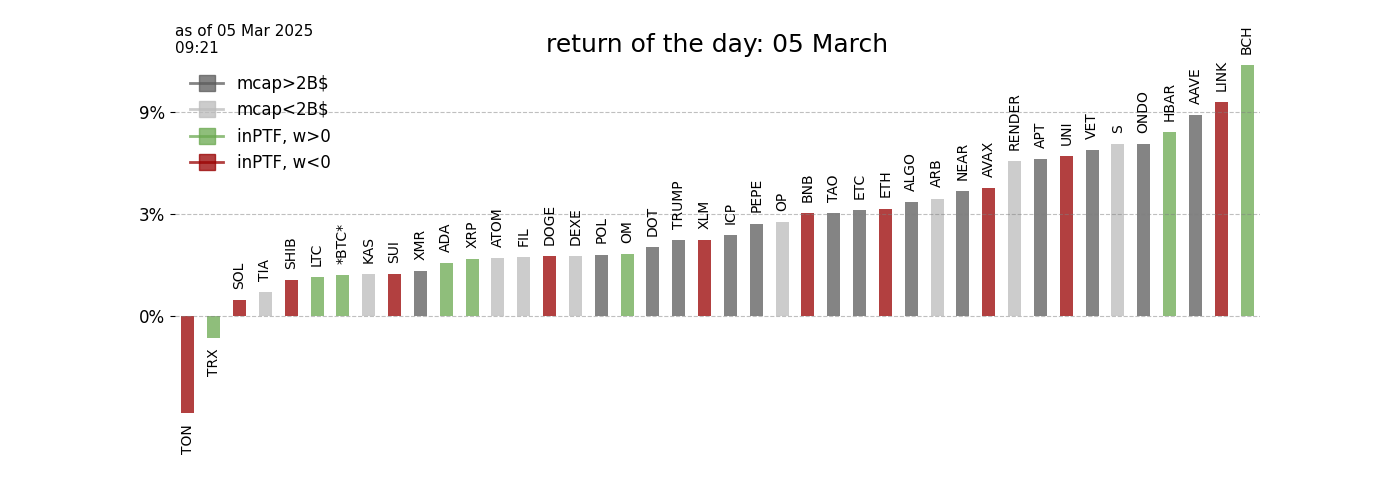 as of 05 Mar 2025
09:21
return of the day: 05 March
mcap>2B$
mcap<2B$
inPTF, w>0
inPTF, w<0
9%
3%
0%
TON
TRX
SOL
TIA
SHIB
LTC
*BTC*
KAS
SUI
XMR
ADA
XRP
ATOM
FIL
DOGE
DEXE
POL
OM
DOT
TRUMP
XLM
ICP
PEPE
OP
BNB
TAO
ETC
ETH
ALGO
ARB
NEAR
AVAX
RENDER
APT
UNI
VET
S
ONDO
HBAR
AAVE
LINK
BCH